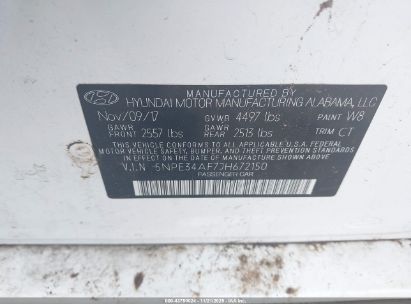 MANUFACTURED BY
HYUNDAI MOTOR MANUFACTURING ALABAMA, LLC
Nov/09/17 GVWR 4497 lbs PAINT W8
GAWR FRONT 2557 lbs GAWR REAR 2513 lbs TRIM CT
THIS VEHICLE CONFORMS TO ALL APPLICABLE U.S. FEDERAL
MOTOR VEHICLE SAFETY, BUMPER, AND THEFT PREVENTION STANDARDS
IN EFFECT ON THE DATE OF MANUFACTURE SHOWN ABOVE.
V.I.N 5NPE34AF7JH672150
PASSENGER CAR